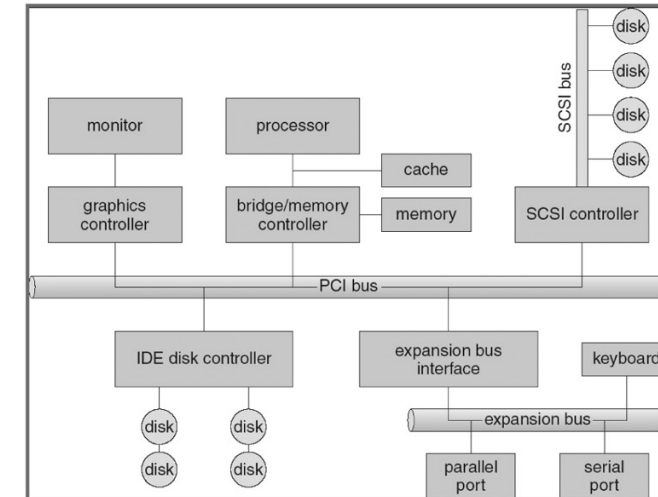 disk
disk
SCSI bus
disk
disk
monitor
processor
cache
graphics
controller
bridge/memory
controller
memory
SCSI controller
PCI bus
IDE disk controller
expansion bus
interface
keyboard
disk
disk
expansion bus
disk
disk
parallel
port
serial
port